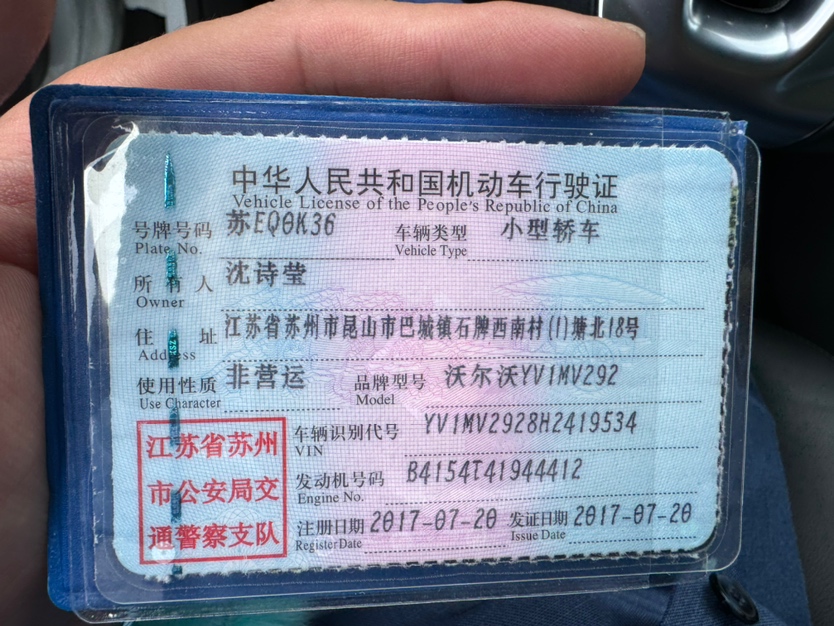 中华人民共和国机动车行驶证
Vehicle License of the People's Republic of China
号牌号码 苏EQ0K36 车辆类型 小型轿车
Plate No. Vehicle Type
所有人 沈诗莹
Owner
住址 江苏省苏州市昆山市巴城镇石牌西南村(1)塘北18号
Address
使用性质 非营运 品牌型号 沃尔沃YV1MV292
Use Character Model
江苏省苏州市公安局交通警察支队
车辆识别代号 YV1MV2928H2419534
VIN
发动机号码 B4154T41944412
Engine No.
注册日期 2017-07-20 发证日期 2017-07-20
Register Date Issue Date